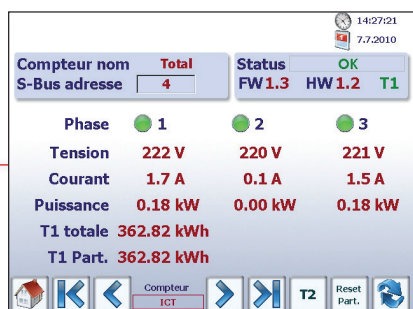 14:27:21
7.7.2010
Compteur nom Total
S-Bus adresse 4
Status OK
FW 1.3 HW 1.2 T1
Phase 1 2 3
Tension 222 V 220 V 221 V
Courant 1.7 A 0.1 A 1.5 A
Puissance 0.18 kW 0.00 kW 0.18 kW
T1 totale 362.82 kWh
T1 Part. 362.82 kWh
Compteur
ICT
T2
Reset
Part.